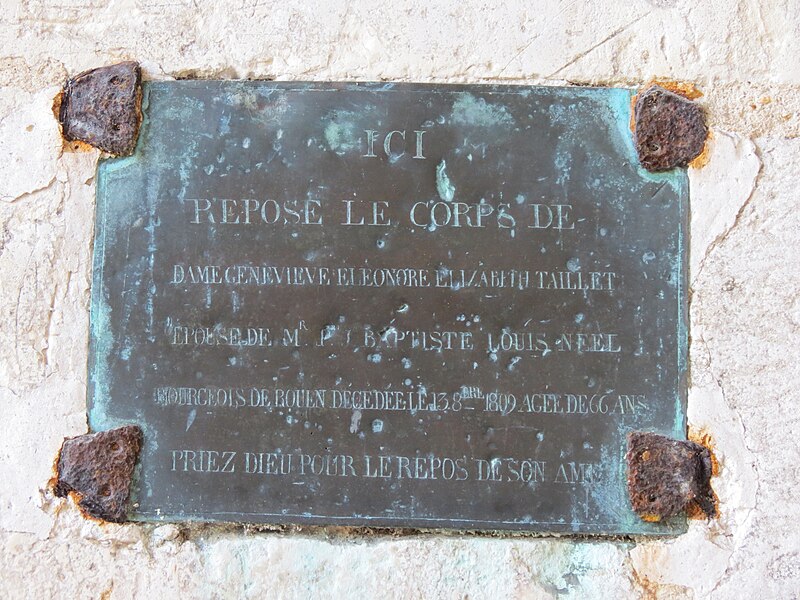 ICI
REPOSE LE CORPS DE
DAME GENEVIEVE ELEONORE ELIZABETH TAILLET
EPOUSE DE MR P. J. BAPTISTE LOUIS NEEL
BOURGEOIS DE ROUEN DECEDEE LE 13 8BRE 1809 AGEE DE 66 ANS
PRIEZ DIEU POUR LE REPOS DE SON AME